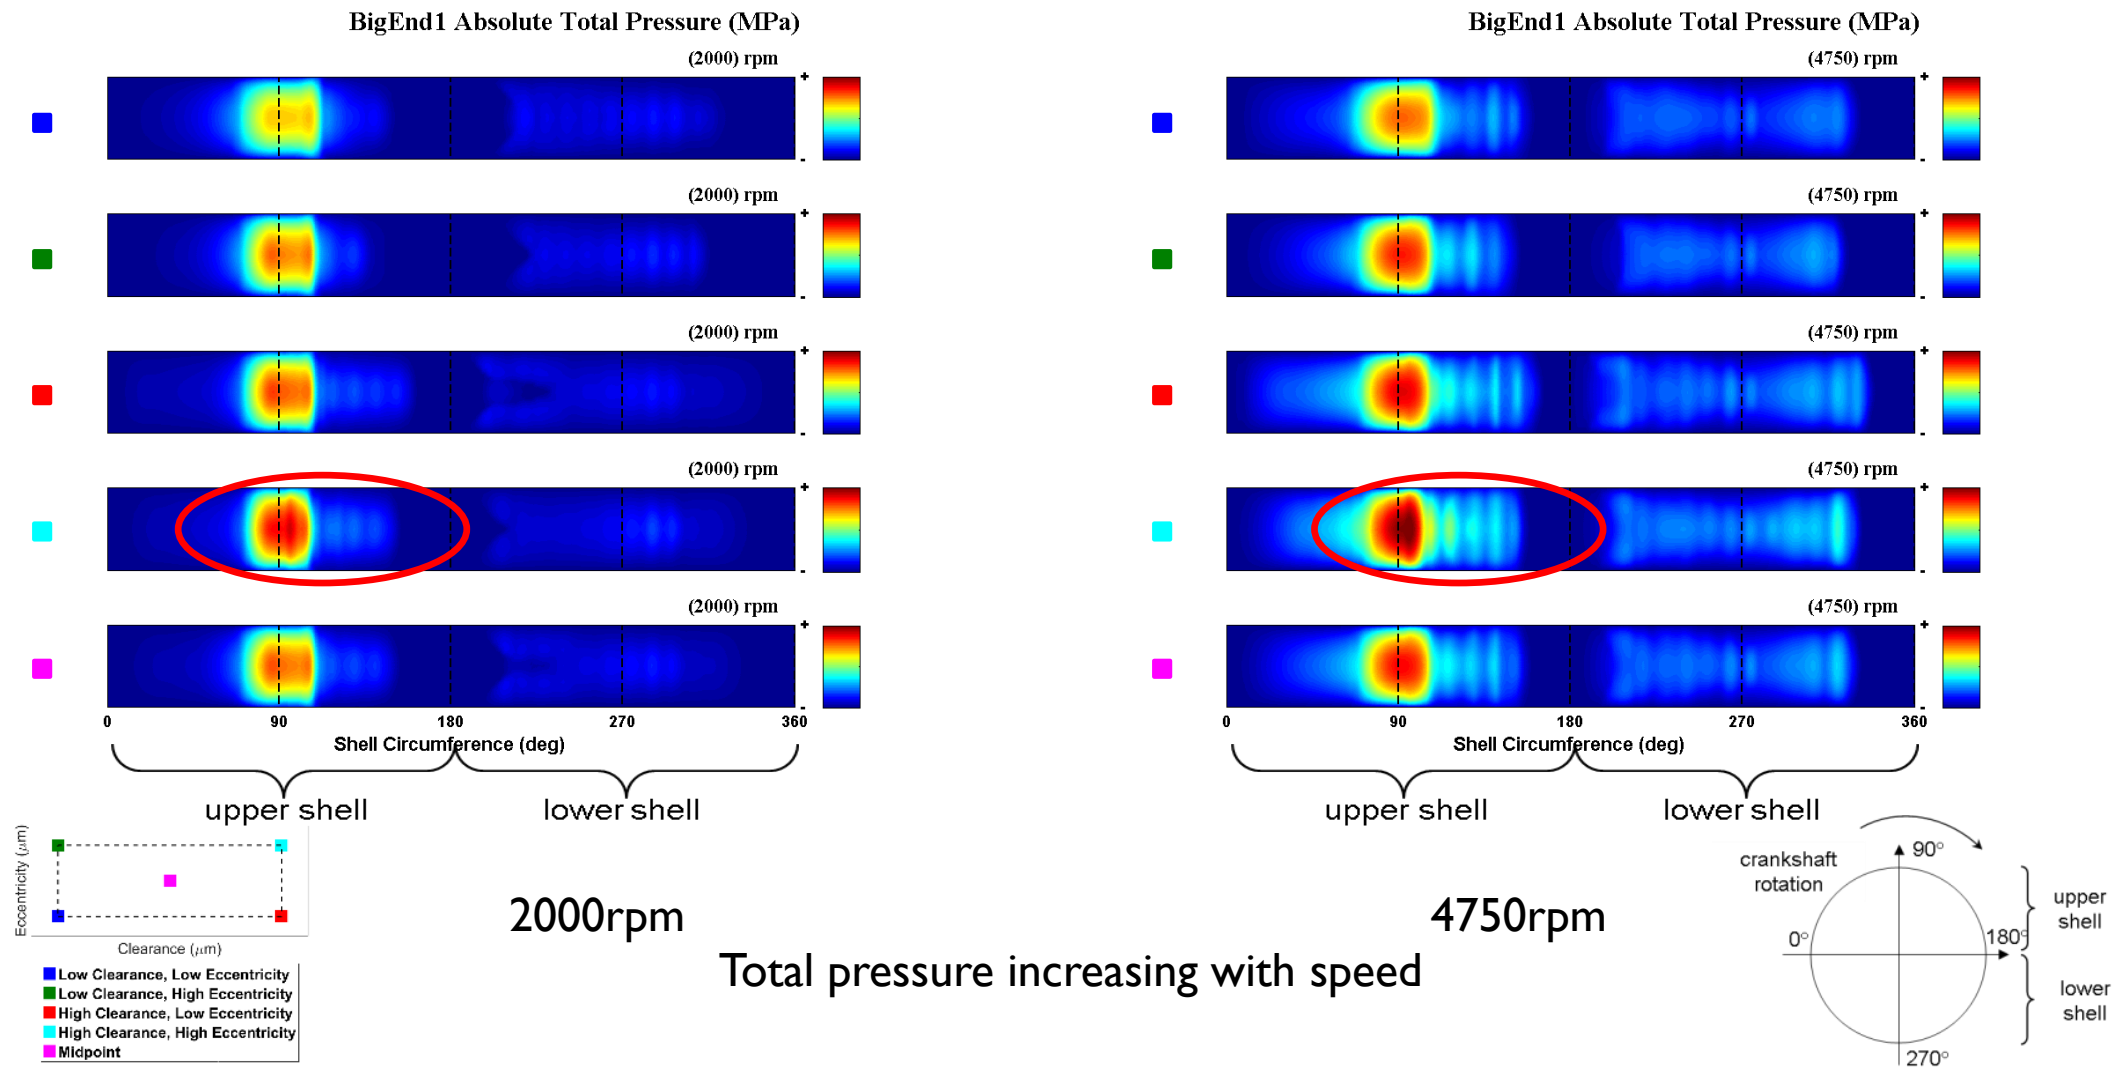 BigEnd1 Absolute Total Pressure (MPa)
(2000) rpm
+
-
(2000) rpm
+
-
(2000) rpm
+
-
(2000) rpm
+
-
(2000) rpm
+
-
0 90 180 270 360
Shell Circumference (deg)
upper shell lower shell
BigEnd1 Absolute Total Pressure (MPa)
(4750) rpm
+
-
(4750) rpm
+
-
(4750) rpm
+
-
(4750) rpm
+
-
(4750) rpm
+
-
0 90 180 270 360
Shell Circumference (deg)
upper shell lower shell
Eccentricity (μm)
Clearance (μm)
Low Clearance, Low Eccentricity
Low Clearance, High Eccentricity
High Clearance, Low Eccentricity
High Clearance, High Eccentricity
Midpoint
2000rpm
4750rpm
Total pressure increasing with speed
crankshaft
rotation
90°
0°
180°
270°
upper
shell
lower
shell